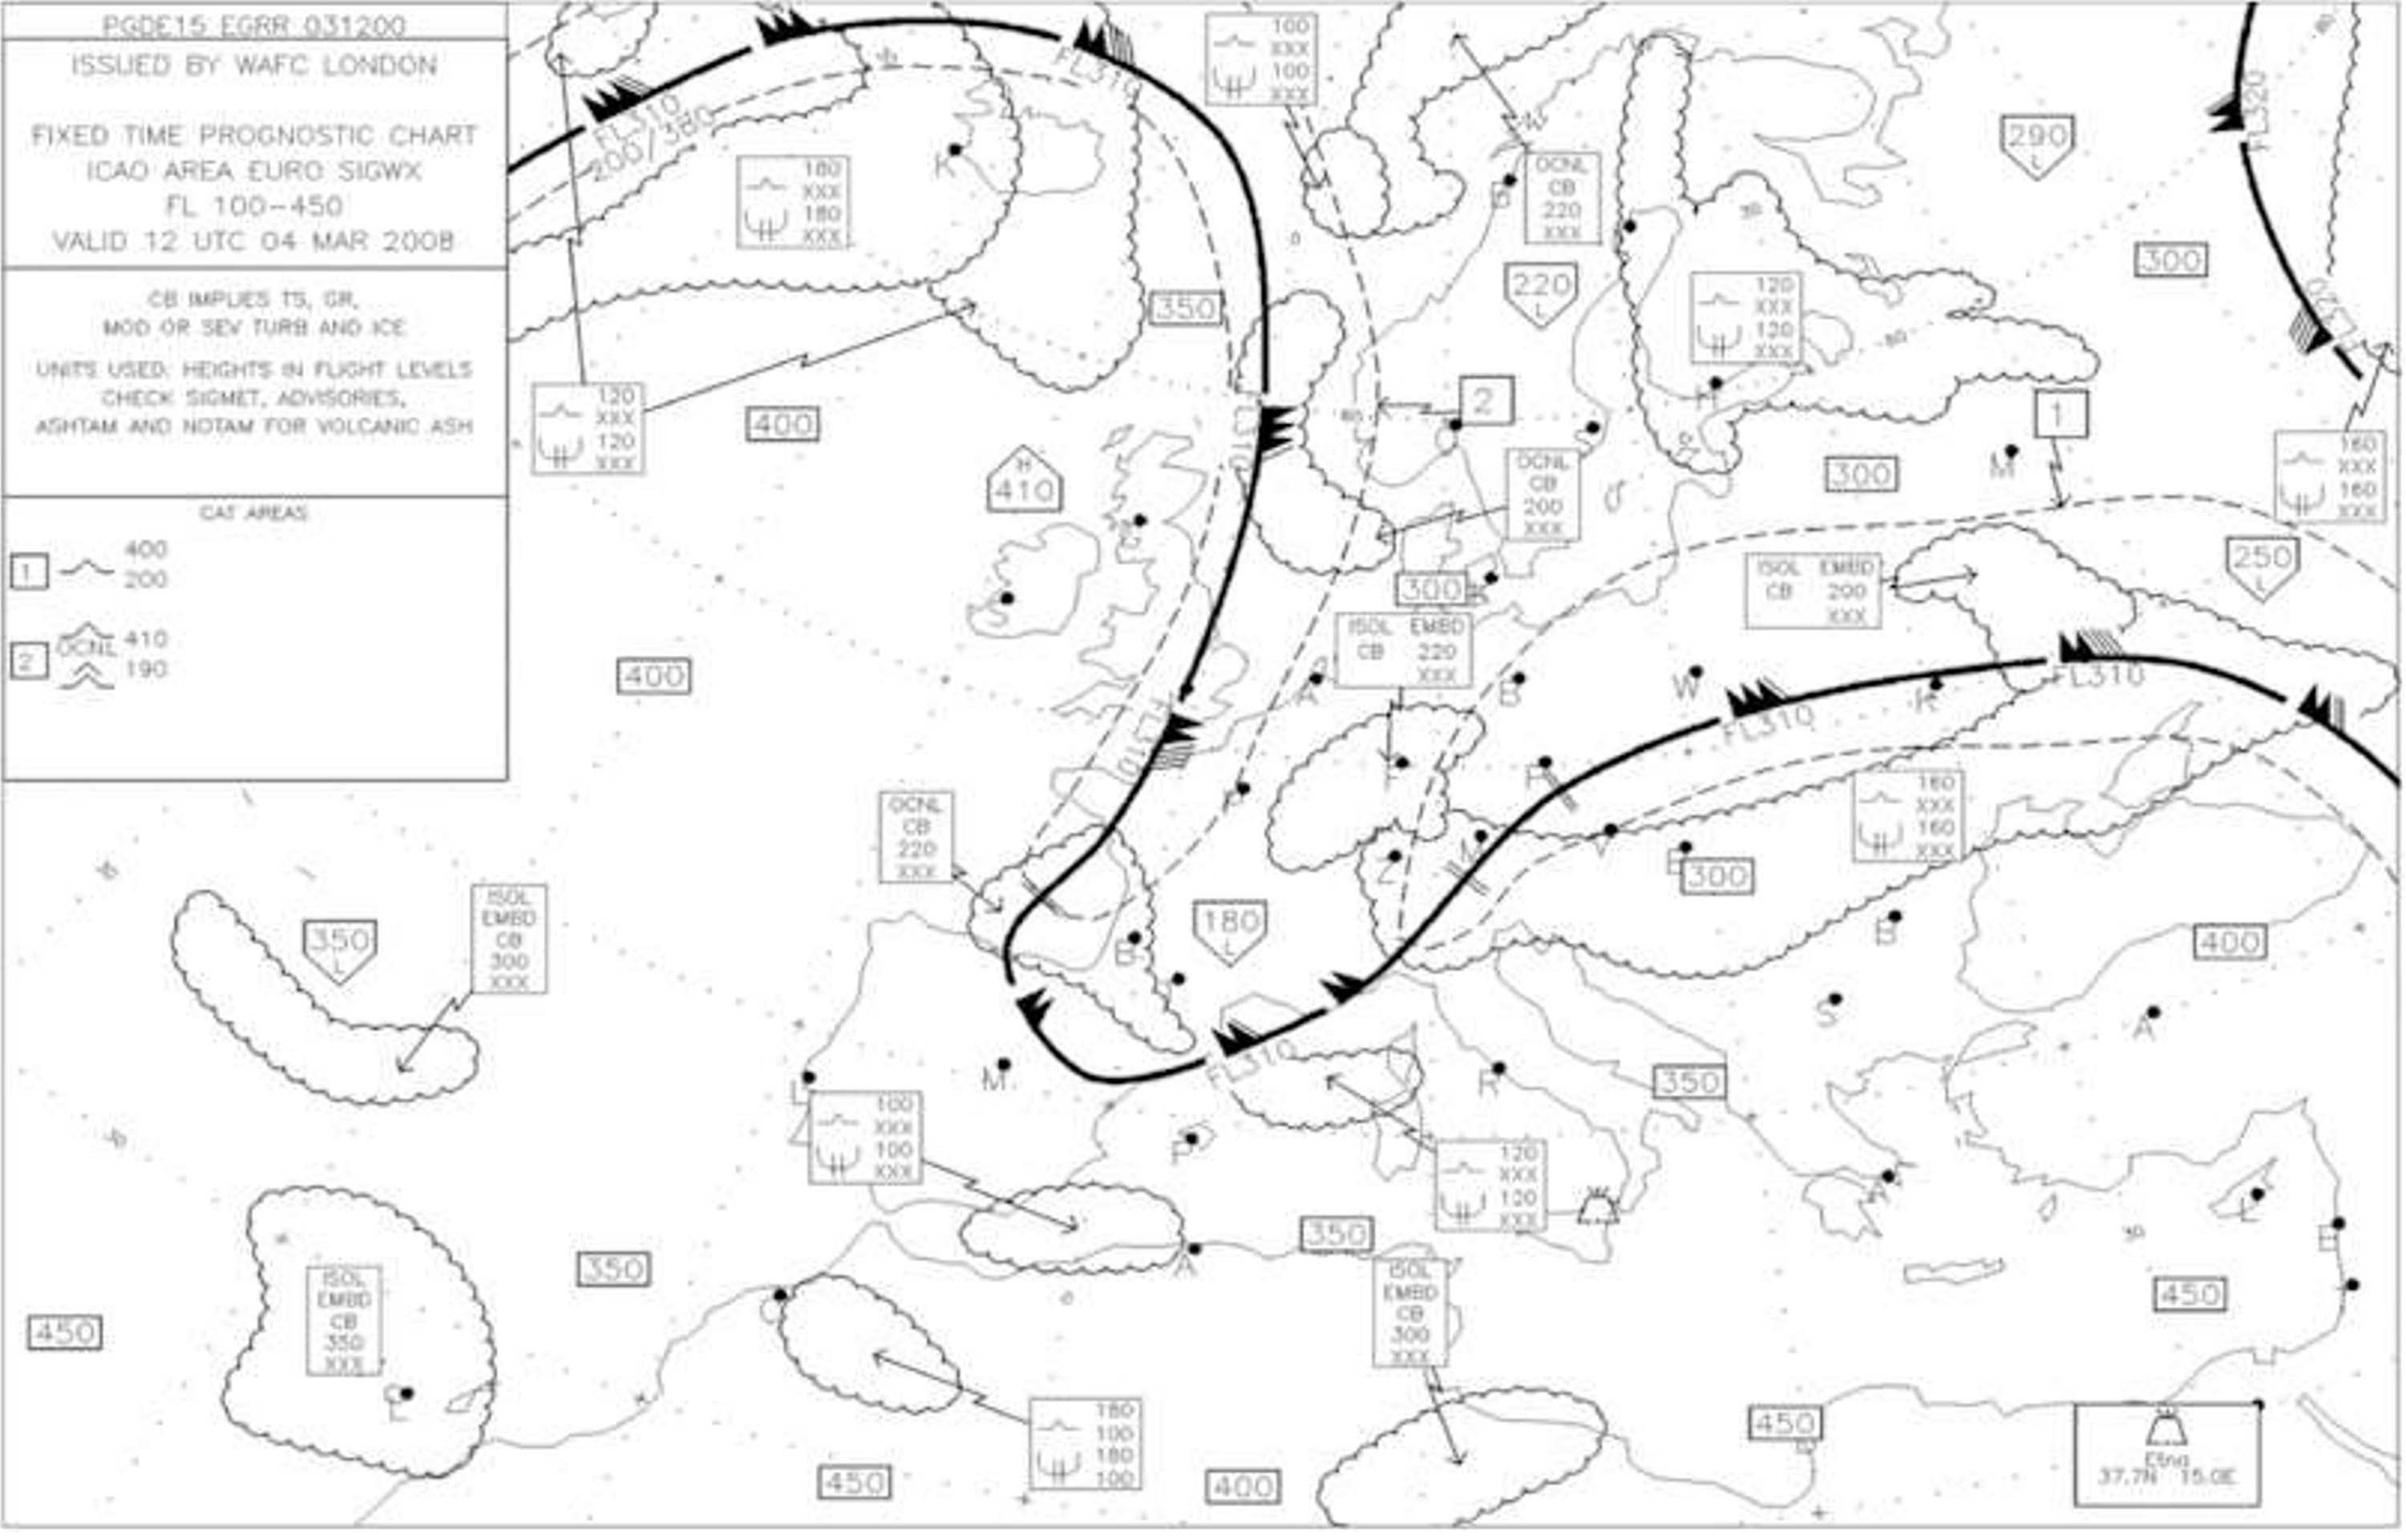 PGDE15 EGRR 031200
ISSUED BY WAFC LONDON
FIXED TIME PROGNOSTIC CHART
ICAO AREA EURO SIGWX
FL 100-450
VALID 12 UTC 04 MAR 2008
CB IMPLIES TS, GR,
MOD OR SEV TURB AND ICE
UNITS USED: HEIGHTS IN FLIGHT LEVELS
CHECK SIGMET, ADVISORIES,
ASHTAM AND NOTAM FOR VOLCANIC ASH
CAT AREAS
1
400
200
2
OCNL
410
190
FL310
200/380
FL310
100
XXX
100
XXX
180
XXX
180
XXX
K
OCNL
CB
220
XXX
290
L
FL320
300
350
220
L
120
XXX
120
XXX
120
XXX
120
XXX
400
2
1
H
410
OCNL
CB
200
XXX
300
M
160
XXX
160
XXX
300
ISOL EMBD
CB 200
XXX
250
L
ISOL EMBD
CB 220
XXX
400
A
B
W
K
FL310
FL310
P
OCNL
CB
220
XXX
160
XXX
160
XXX
300
350
L
ISOL
EMBD
CB
300
XXX
180
L
B
B
400
S
A
M
FL310
R
350
L
100
XXX
100
XXX
P
120
XXX
120
XXX
A
L
B
A
350
350
450
ISOL
EMBD
CB
350
XXX
C
ISOL
EMBD
CB
300
XXX
450
180
100
180
100
450
400
450
Etna
37.7N 15.0E